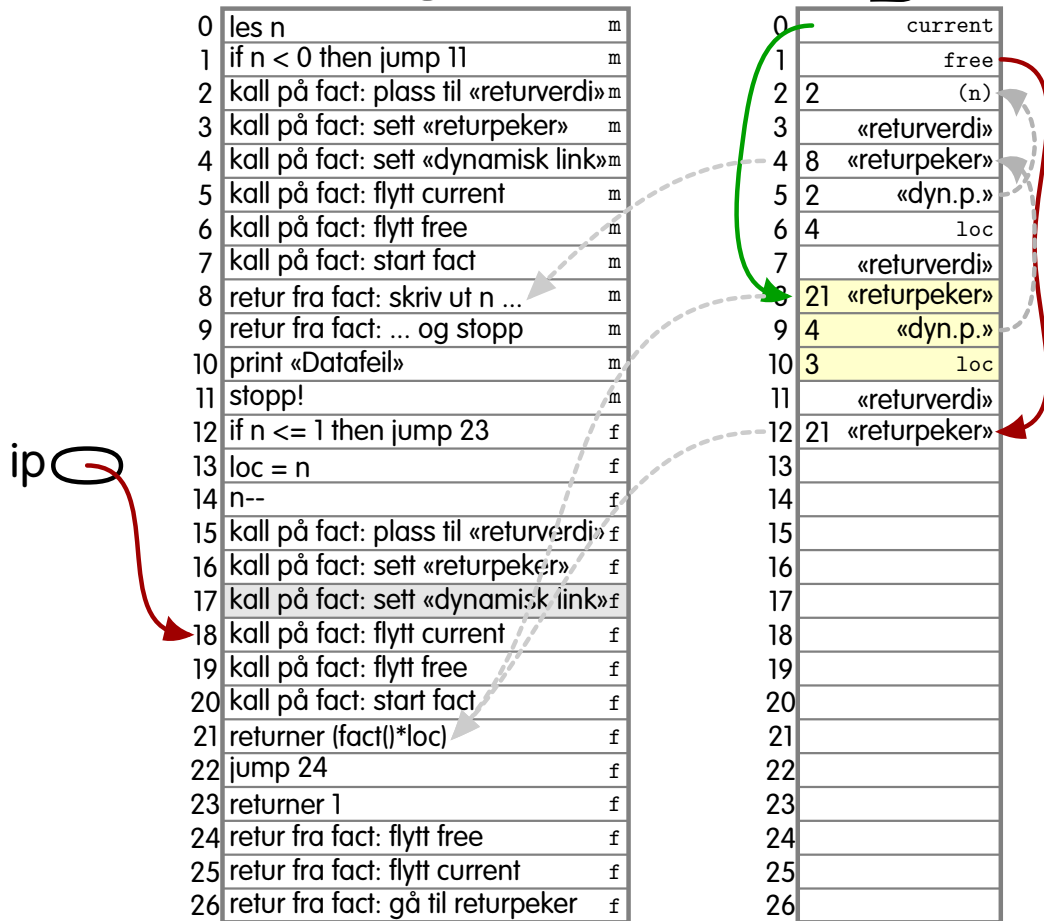 0 les n m
1 if n < 0 then jump 11 m
2 kall på fact: plass til «returverdi» m
3 kall på fact: sett «returpeker» m
4 kall på fact: sett «dynamisk link» m
5 kall på fact: flytt current m
6 kall på fact: flytt free m
7 kall på fact: start fact m
8 retur fra fact: skriv ut n ... m
9 retur fra fact: ... og stopp m
10 print «Datafeil» m
11 stopp! m
12 if n <= 1 then jump 23 f
ip
13 loc = n f
14 n-- f
15 kall på fact: plass til «returverdi» f
16 kall på fact: sett «returpeker» f
17 kall på fact: sett «dynamisk link» f
18 kall på fact: flytt current f
19 kall på fact: flytt free f
20 kall på fact: start fact f
21 returner (fact()*loc) f
22 jump 24 f
23 returner 1 f
24 retur fra fact: flytt free f
25 retur fra fact: flytt current f
26 retur fra fact: gå til returpeker f
0 current
1 free
2 2 (n)
3 «returverdi»
4 8 «returpeker»
5 2 «dyn.p.»
6 4 loc
7 «returverdi»
8 21 «returpeker»
9 4 «dyn.p.»
10 3 loc
11 «returverdi»
12 21 «returpeker»
13
14
15
16
17
18
19
20
21
22
23
24
25
26